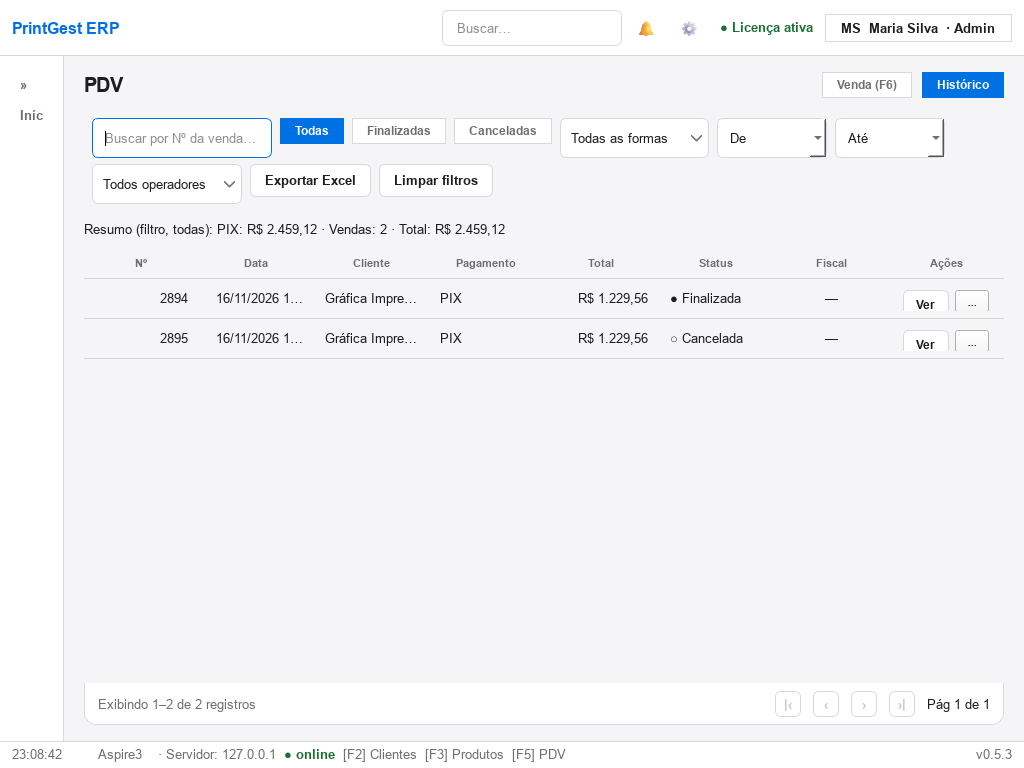 PrintGest ERP Buscar… 🔔 ⚙ ● Licença ativa MS Maria Silva · Admin
»
Iníc
PDV Venda (F6) Histórico
Buscar por Nº da venda… Todas Finalizadas Canceladas Todas as formas De Até
Todos operadores Exportar Excel Limpar filtros
Resumo (filtro, todas): PIX: R$ 2.459,12 · Vendas: 2 · Total: R$ 2.459,12
Nº Data Cliente Pagamento Total Status Fiscal Ações
2894 16/11/2026 1… Gráfica Impre… PIX R$ 1.229,56 ● Finalizada — Ver ...
2895 16/11/2026 1… Gráfica Impre… PIX R$ 1.229,56 ○ Cancelada — Ver ...
Exibindo 1–2 de 2 registros |‹ ‹ › ›| Pág 1 de 1
23:08:42 Aspire3 · Servidor: 127.0.0.1 ● online [F2] Clientes [F3] Produtos [F5] PDV v0.5.3